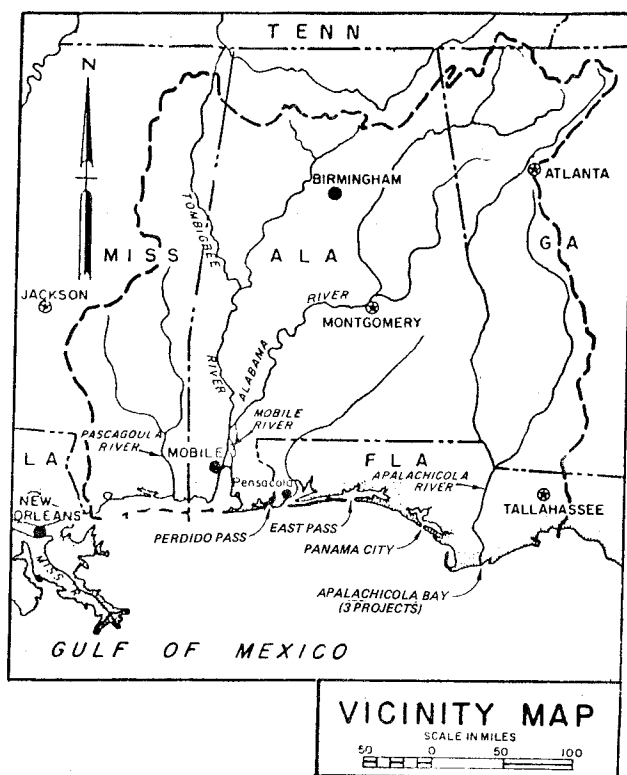 TENN
N
ATLANTA
BIRMINGHAM
TOMBIGBEE
RIVER
MISS
ALA
GA
JACKSON
RIVER
MONTGOMERY
ALABAMA
MOBILE
RIVER
PASCAGOULA
RIVER
MOBILE
LA
FLA
Pensacola
APALACHICOLA
RIVER
TALLAHASSEE
NEW
ORLEANS
PERDIDO PASS
EAST PASS
PANAMA CITY
MISS
R
APALACHICOLA BAY
(3 PROJECTS)
GULF OF MEXICO
VICINITY MAP
SCALE IN MILES
50 0 50 100